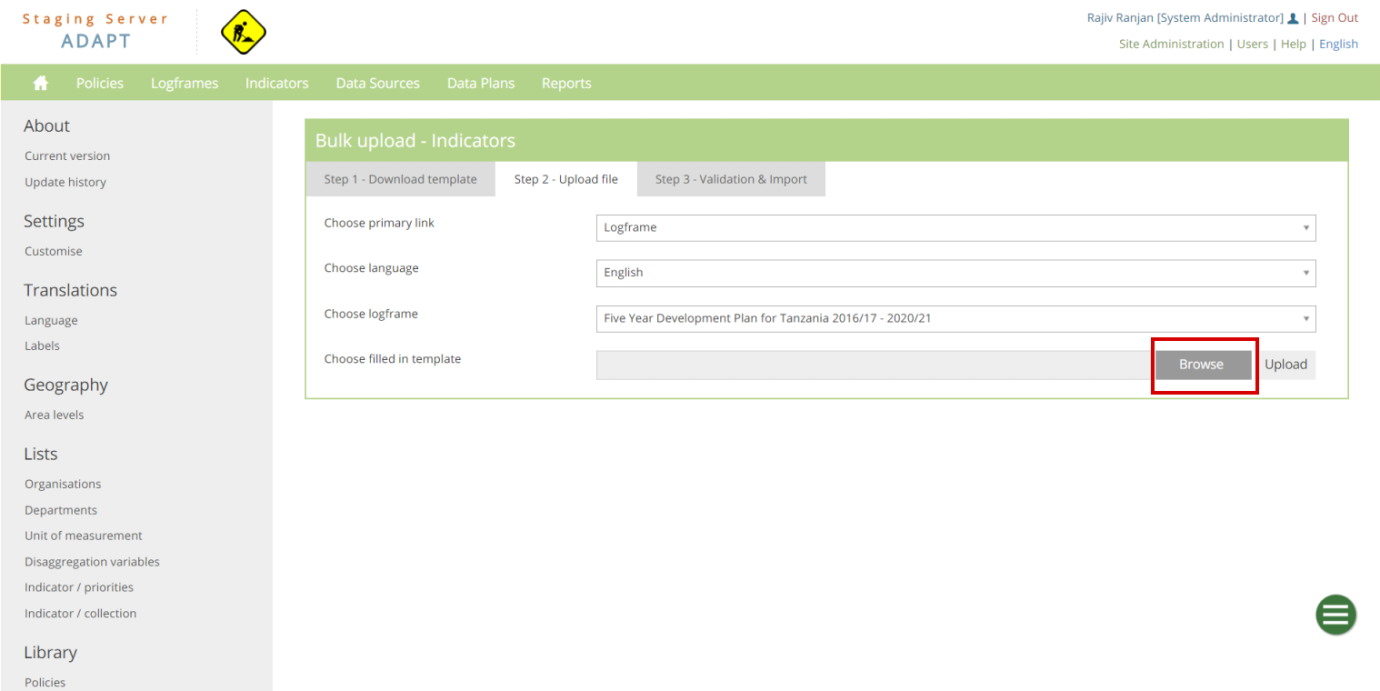 Staging Server
ADAPT
Rajiv Ranjan [System Administrator] | Sign Out
Site Administration | Users | Help | English
Policies Logframes Indicators Data Sources Data Plans Reports
About
Current version
Update history
Settings
Customise
Translations
Language
Labels
Geography
Area levels
Lists
Organisations
Departments
Unit of measurement
Disaggregation variables
Indicator / priorities
Indicator / collection
Library
Policies
Bulk upload - Indicators
Step 1 - Download template Step 2 - Upload file Step 3 - Validation & Import
Choose primary link Logframe
Choose language English
Choose logframe Five Year Development Plan for Tanzania 2016/17 - 2020/21
Choose filled in template Browse Upload